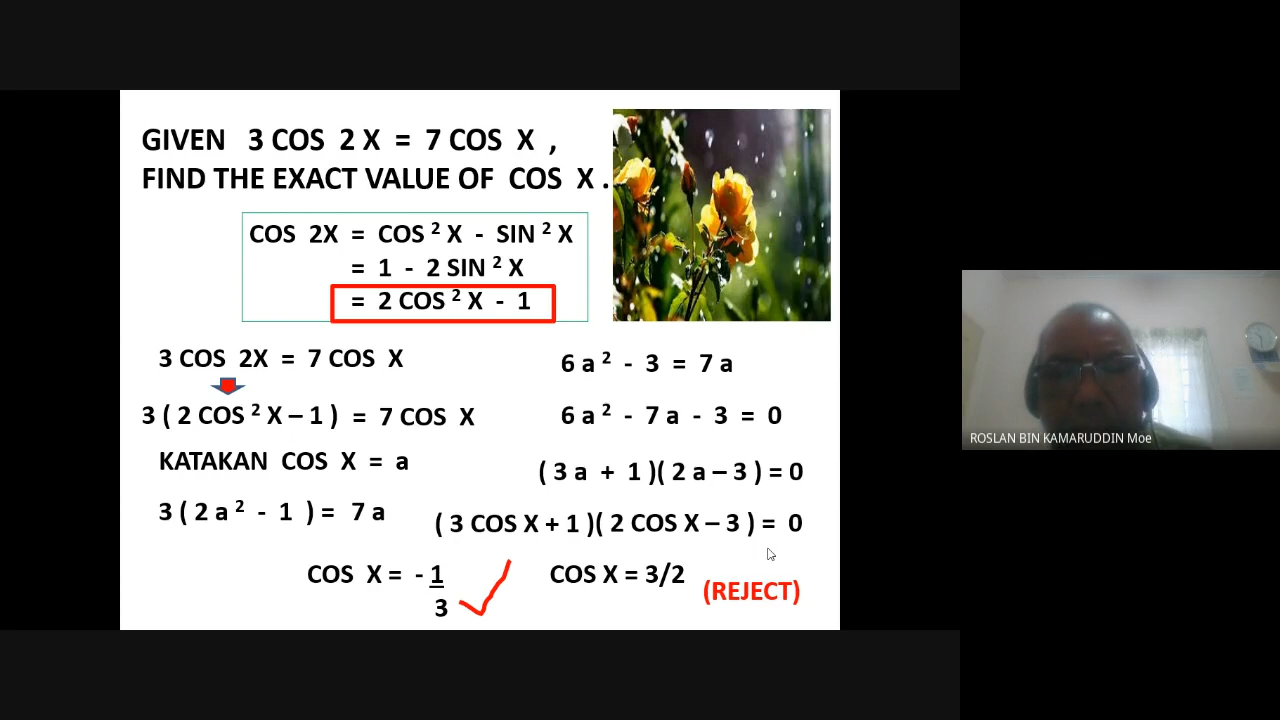 GIVEN 3 COS 2 X = 7 COS X ,
FIND THE EXACT VALUE OF COS X .
COS 2X = COS ² X - SIN ² X
= 1 - 2 SIN ² X
= 2 COS ² X - 1
3 COS 2X = 7 COS X
3 ( 2 COS ² X – 1 ) = 7 COS X
KATAKAN COS X = a
3 ( 2 a ² - 1 ) = 7 a
6 a ² - 3 = 7 a
6 a ² - 7 a - 3 = 0
( 3 a + 1 )( 2 a – 3 ) = 0
( 3 COS X + 1 )( 2 COS X – 3 ) = 0
COS X = - 1
3
COS X = 3/2
(REJECT)
ROSLAN BIN KAMARUDDIN Moe